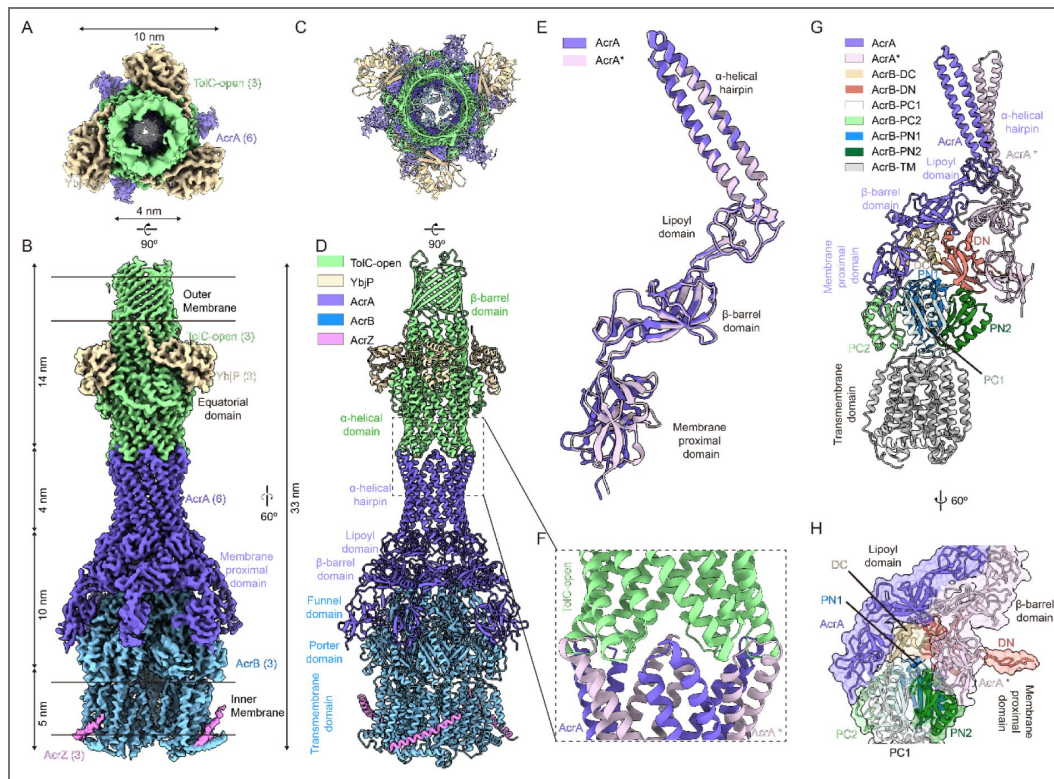 A
10 nm
TolC-open (3)
AcrA (6)
YbjP
4 nm
90º
B
Outer
Membrane
TolC-open (3)
YbjP (3)
Equatorial
domain
14 nm
AcrA (6)
4 nm
60º
33 nm
Membrane
proximal
domain
10 nm
AcrB (3)
Inner
Membrane
5 nm
AcrZ (3)
C
90º
D
TolC-open
YbjP
AcrA
AcrB
AcrZ
β-barrel
domain
α-helical
domain
α-helical
hairpin
Lipoyl
domain
β-barrel
domain
Funnel
domain
Porter
domain
Transmembrane
domain
E
AcrA
AcrA*
α-helical
hairpin
Lipoyl
domain
β-barrel
domain
Membrane
proximal
domain
F
TolC-open
AcrA
AcrA *
G
AcrA
AcrA*
AcrB-DC
AcrB-DN
AcrB-PC1
AcrB-PC2
AcrB-PN1
AcrB-PN2
AcrB-TM
α-helical
hairpin
AcrA
AcrA *
Lipoyl
domain
β-barrel
domain
DN
Membrane
proximal
domain
PN1
PN2
PC2
PC1
Transmembrane
domain
60º
H
Lipoyl
domain
DC
PN1
β-barrel
domain
AcrA
DN
AcrA *
Membrane
proximal
domain
PC2
PN2
PC1